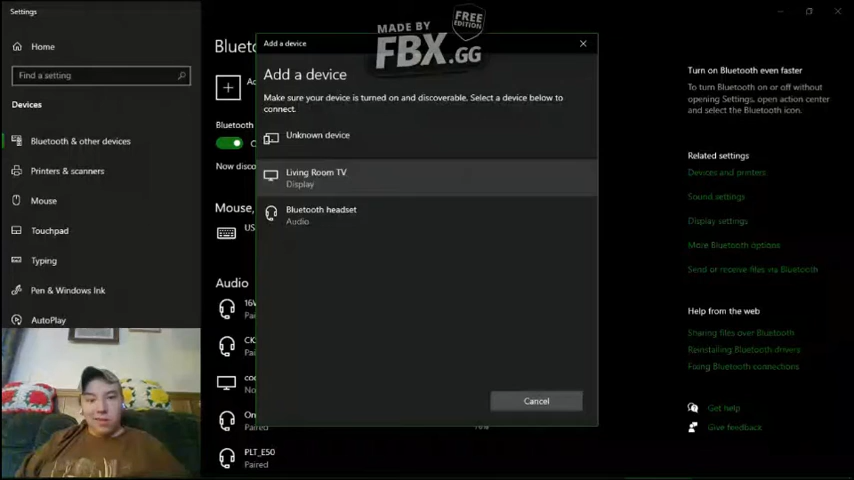 Settings
Home
Find a setting
Devices
Bluetooth & other devices
Printers & scanners
Mouse
Touchpad
Typing
Pen & Windows Ink
AutoPlay
Bluetooth
Now disco
Mouse,
Audio
Paired
PLT_E50
Paired
MADE BY
FREE
EDITION
FBX.GG
Add a device
Add a device
Make sure your device is turned on and discoverable. Select a device below to
connect.
Unknown device
Living Room TV
Display
Bluetooth headset
Audio
Cancel
Turn on Bluetooth even faster
To turn Bluetooth on or off without
opening Settings, open action center
and select the Bluetooth icon.
Related settings
Devices and printers
Sound settings
Display settings
More Bluetooth options
Send or receive files via Bluetooth
Help from the web
Sharing files over Bluetooth
Reinstalling Bluetooth drivers
Fixing Bluetooth connections
Get help
Give feedback